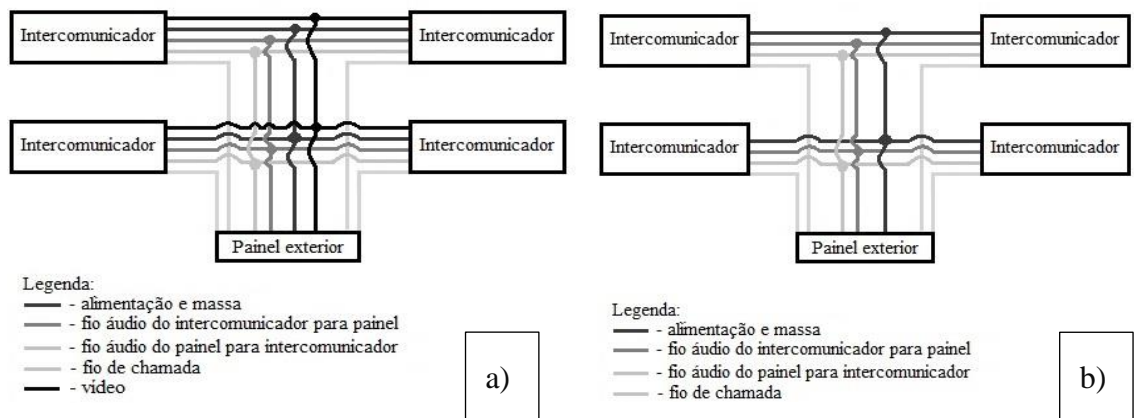 Intercomunicador
Intercomunicador
Intercomunicador
Intercomunicador
Painel exterior
Legenda:
- alimentação e massa
- fio áudio do intercomunicador para painel
- fio áudio do painel para intercomunicador
- fio de chamada
- vídeo
a)
Intercomunicador
Intercomunicador
Intercomunicador
Intercomunicador
Painel exterior
Legenda:
- alimentação e massa
- fio áudio do intercomunicador para painel
- fio áudio do painel para intercomunicador
- fio de chamada
b)